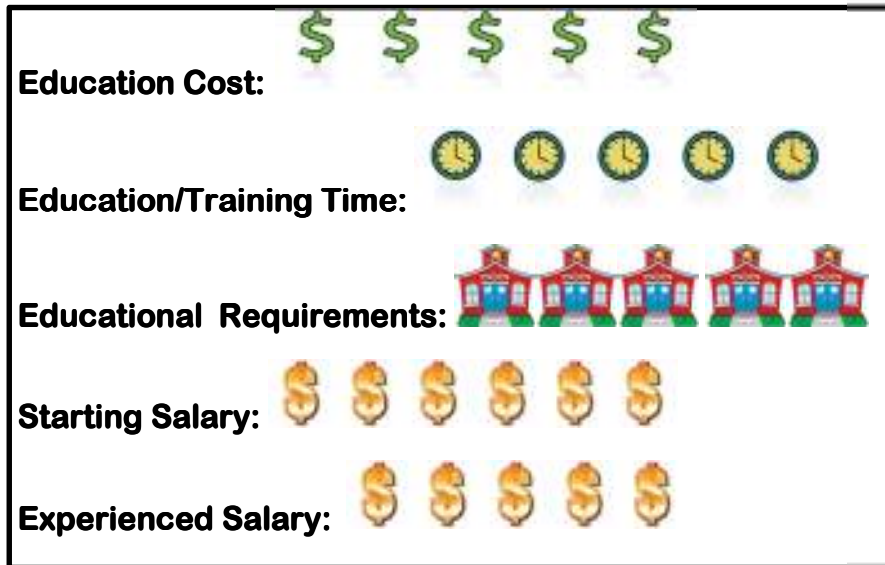 Education Cost:
Education/Training Time:
Educational Requirements:
Starting Salary:
Experienced Salary: